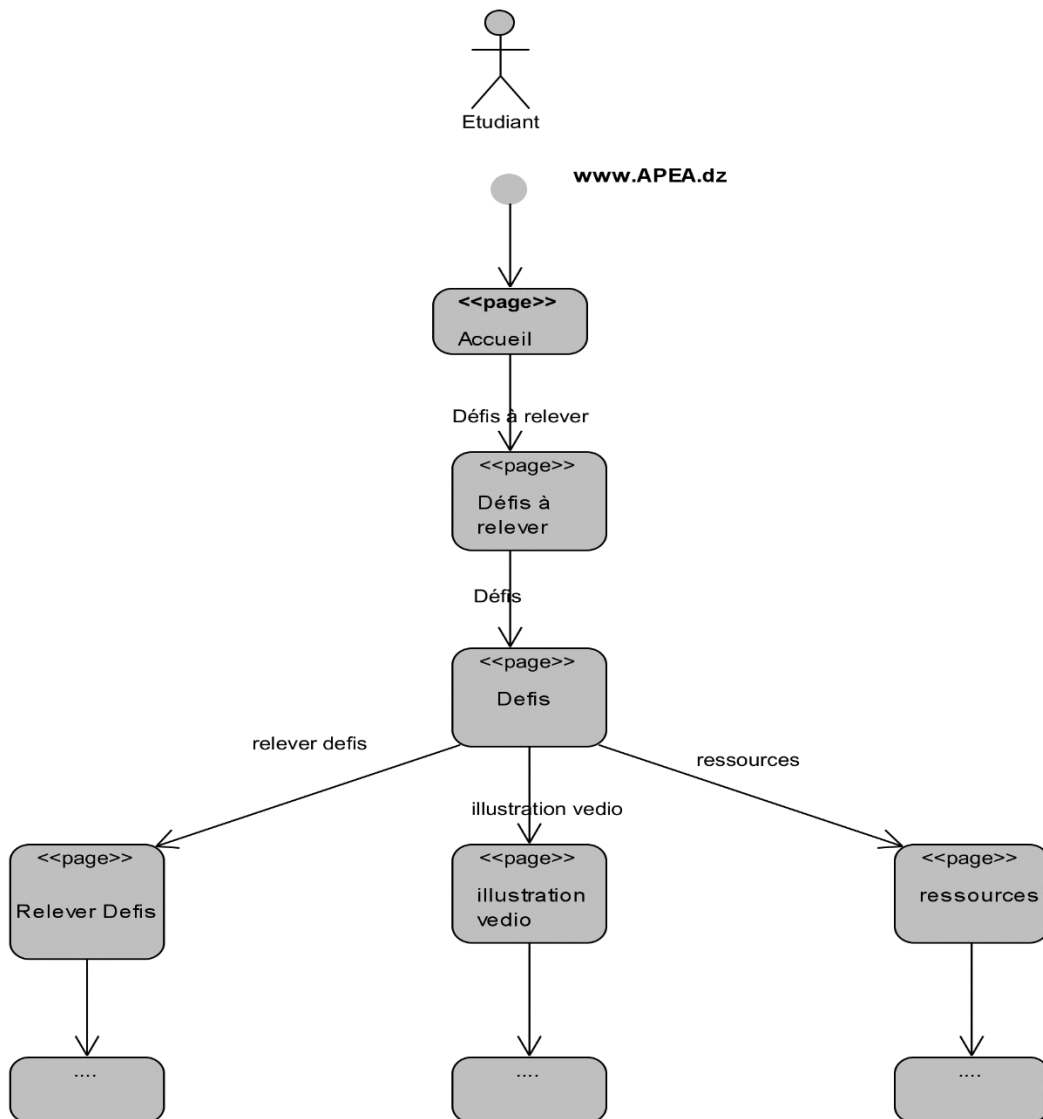 Etudiant
www.APEA.dz
<<page>>
Accueil
Défis à relever
<<page>>
Défis à
relever
Défis
<<page>>
Defis
relever defis
ressources
illustration vedio
<<page>>
Relever Defis
<<page>>
illustration
vedio
<<page>>
ressources
....
....
....